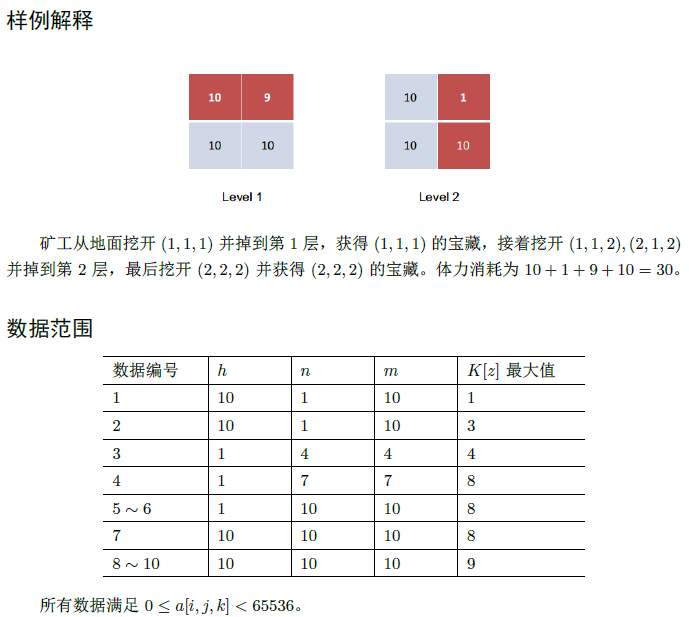 样例解释
10 9 10 1
10 10 10 10
Level 1 Level 2
矿工从地面挖开 (1, 1, 1) 并掉到第 1 层，获得 (1, 1, 1) 的宝藏，接着挖开 (1, 1, 2), (2, 1, 2)
并掉到第 2 层，最后挖开 (2, 2, 2) 并获得 (2, 2, 2) 的宝藏。体力消耗为 10 + 1 + 9 + 10 = 30。
数据范围
数据编号 h n m K[z] 最大值
1 10 1 10 1
2 10 1 10 3
3 1 4 4 4
4 1 7 7 8
5 ∼ 6 1 10 10 8
7 10 10 10 8
8 ∼ 10 10 10 10 9
所有数据满足 0 ≤ a[i, j, k] < 65536。